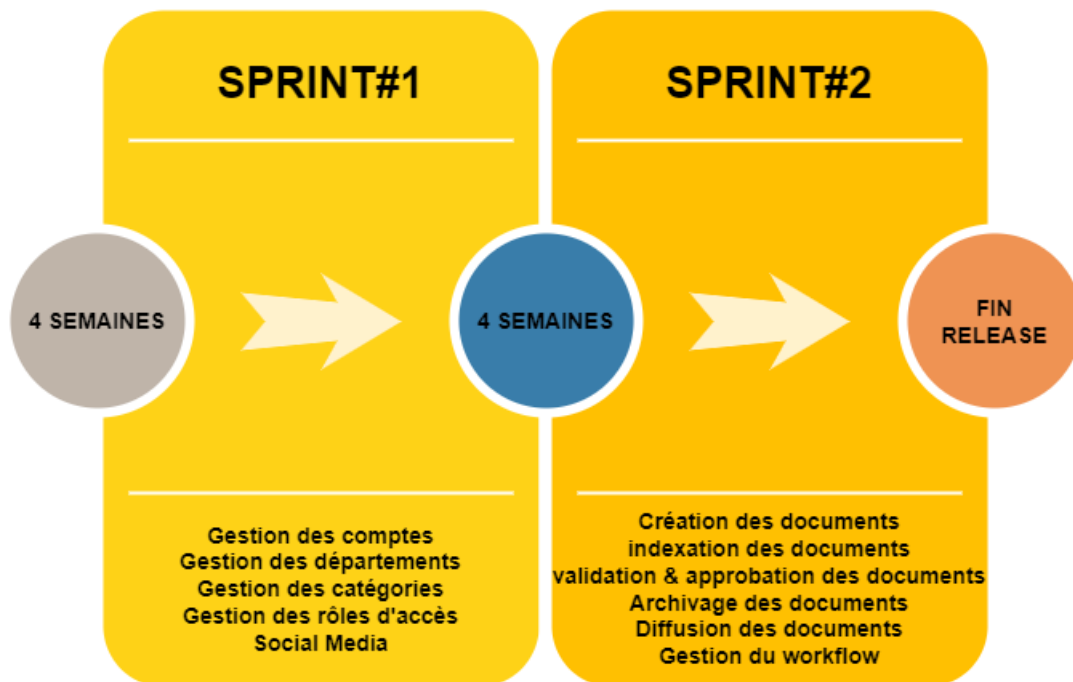 SPRINT#1
4 SEMAINES
Gestion des comptes
Gestion des départements
Gestion des catégories
Gestion des rôles d'accès
Social Media
SPRINT#2
4 SEMAINES
Création des documents
indexation des documents
validation & approbation des documents
Archivage des documents
Diffusion des documents
Gestion du workflow
FIN
RELEASE